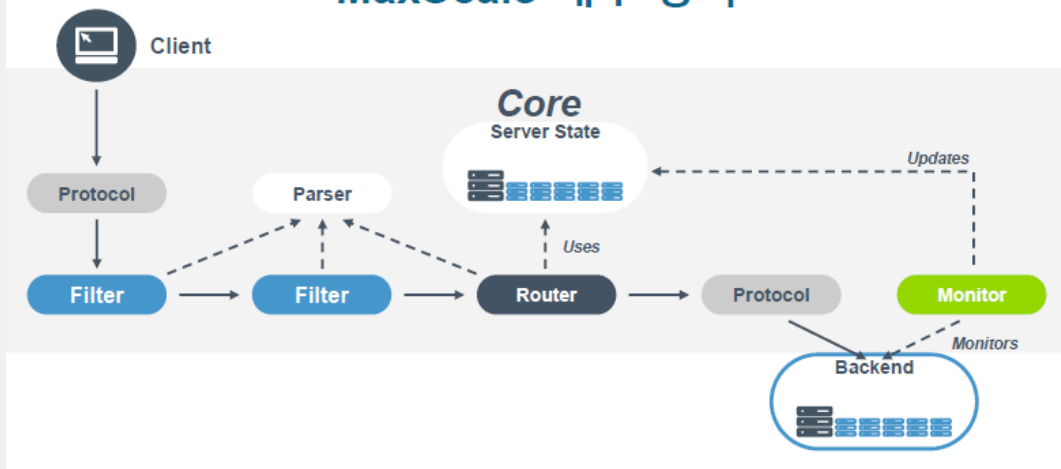 Client
Core
Server State
Updates
Protocol
Parser
Uses
Filter
Filter
Router
Protocol
Monitor
Monitors
Backend